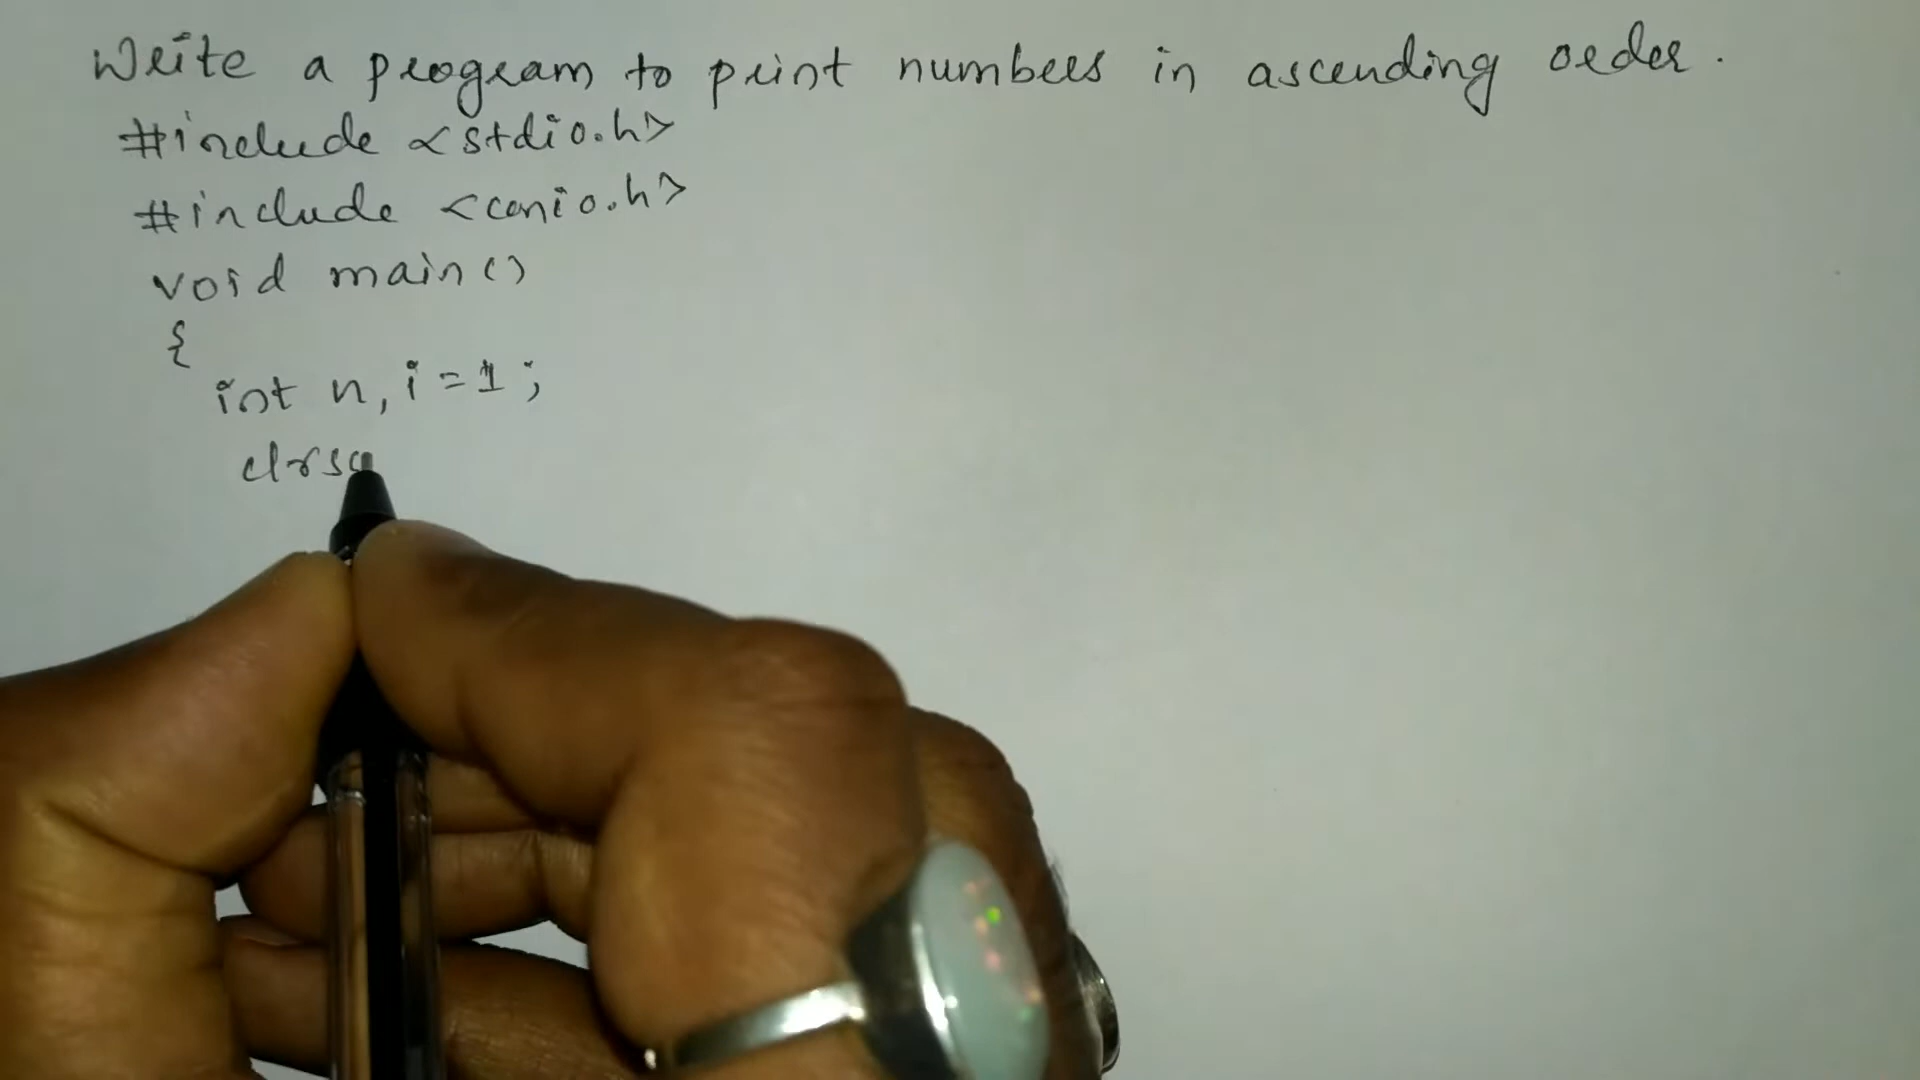 Write a program to print numbers in ascending order.
#include <stdio.h>
#include <conio.h>
void main()
{
int n, i=1;
clrsc